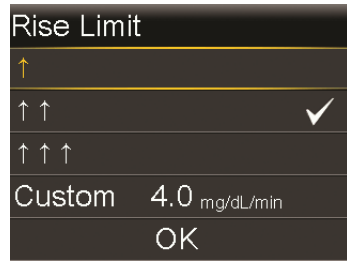 Rise Limit
↑
↑ ↑ ✓
↑ ↑ ↑
Custom 4.0 mg/dL/min
OK